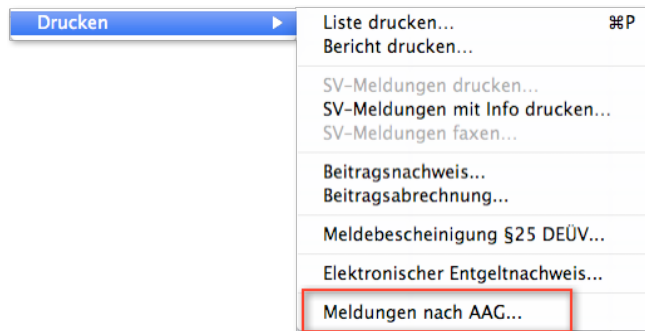 Drucken ▶
Liste drucken... ⌘P
Bericht drucken...
SV-Meldungen drucken...
SV-Meldungen mit Info drucken...
SV-Meldungen faxen...
Beitragsnachweis...
Beitragsabrechnung...
Meldebescheinigung §25 DEÜV...
Elektronischer Entgeltnachweis...
Meldungen nach AAG...